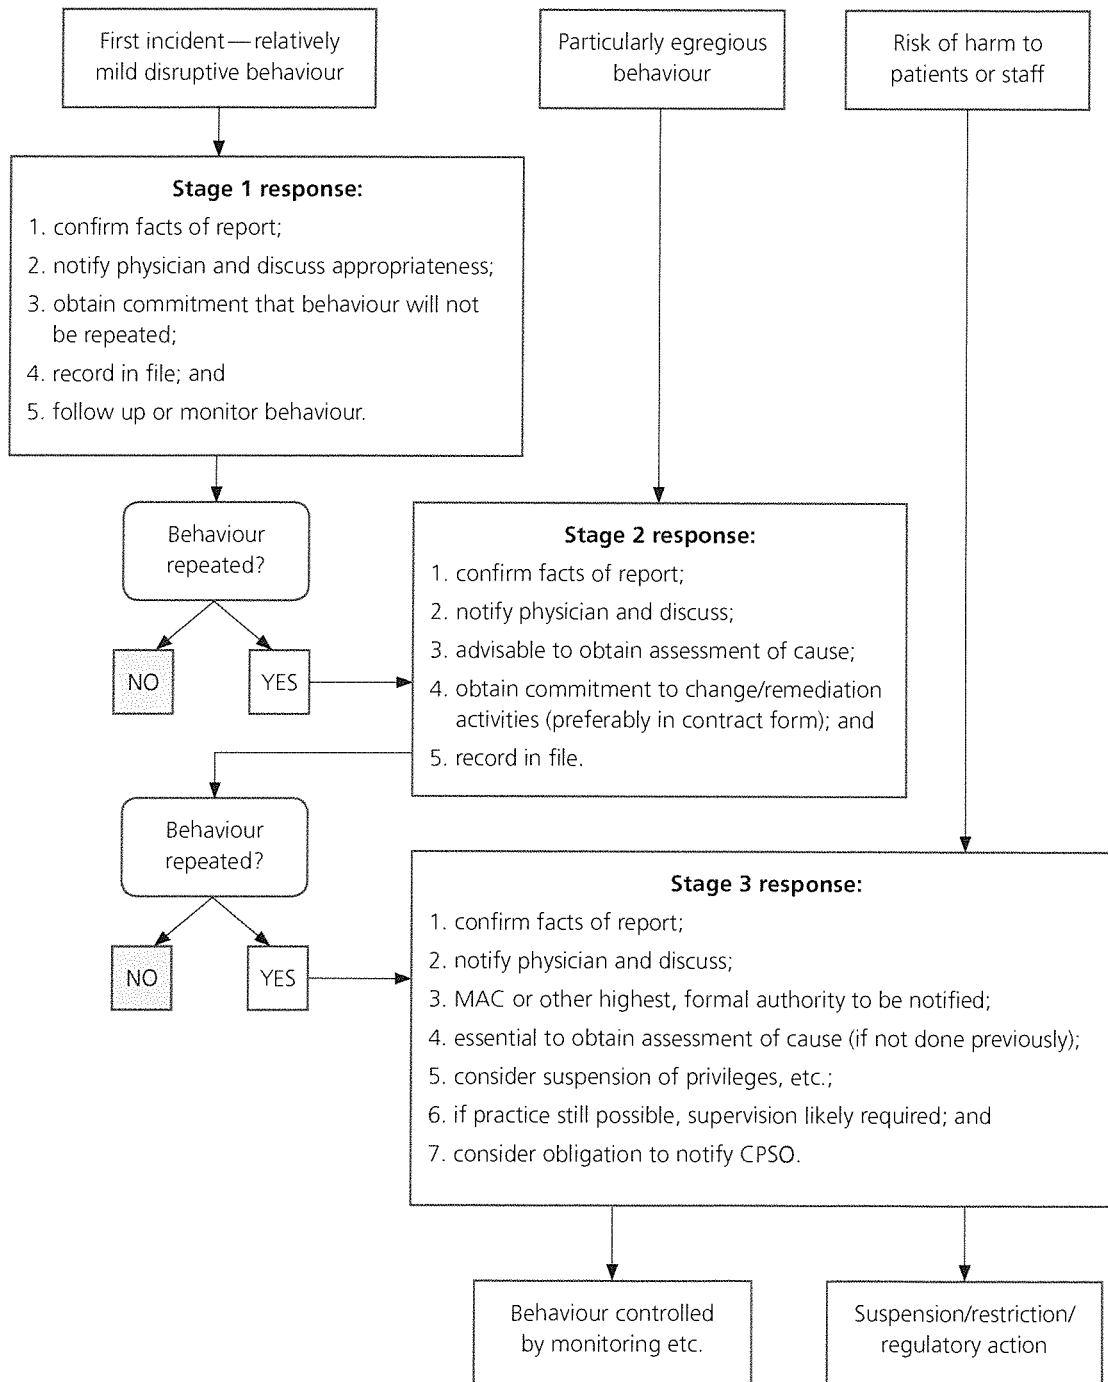 First incident—relatively
mild disruptive behaviour
Particularly egregious
behaviour
Risk of harm to
patients or staff
Stage 1 response:
1. confirm facts of report;
2. notify physician and discuss appropriateness;
3. obtain commitment that behaviour will not
be repeated;
4. record in file; and
5. follow up or monitor behaviour.
Behaviour
repeated?
NO
YES
Stage 2 response:
1. confirm facts of report;
2. notify physician and discuss;
3. advisable to obtain assessment of cause;
4. obtain commitment to change/remediation
activities (preferably in contract form); and
5. record in file.
Behaviour
repeated?
NO
YES
Stage 3 response:
1. confirm facts of report;
2. notify physician and discuss;
3. MAC or other highest, formal authority to be notified;
4. essential to obtain assessment of cause (if not done previously);
5. consider suspension of privileges, etc.;
6. if practice still possible, supervision likely required; and
7. consider obligation to notify CPSO.
Behaviour controlled
by monitoring etc.
Suspension/restriction/
regulatory action